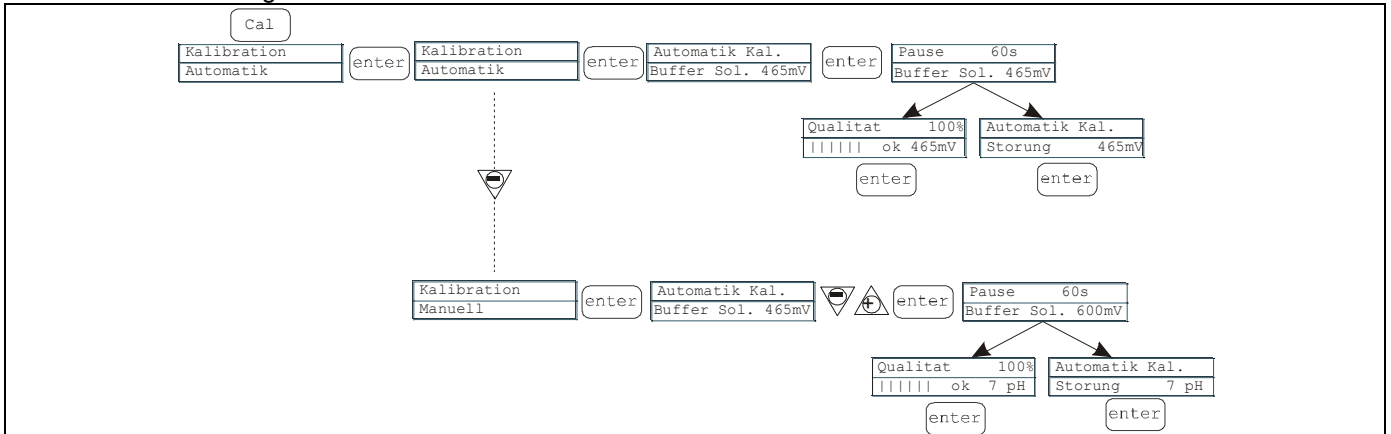 Cal
Kalibration
Automatik
enter
Kalibration
Automatik
enter
Automatik Kal.
Buffer Sol. 465mV
enter
Pause 60s
Buffer Sol. 465mV
Qualitat 100%
|||||| ok 465mV
enter
Automatik Kal.
Storung 465mV
enter
Kalibration
Manuell
enter
Automatik Kal.
Buffer Sol. 465mV
enter
Pause 60s
Buffer Sol. 600mV
Qualitat 100%
|||||| ok 7 pH
enter
Automatik Kal.
Storung 7 pH
enter